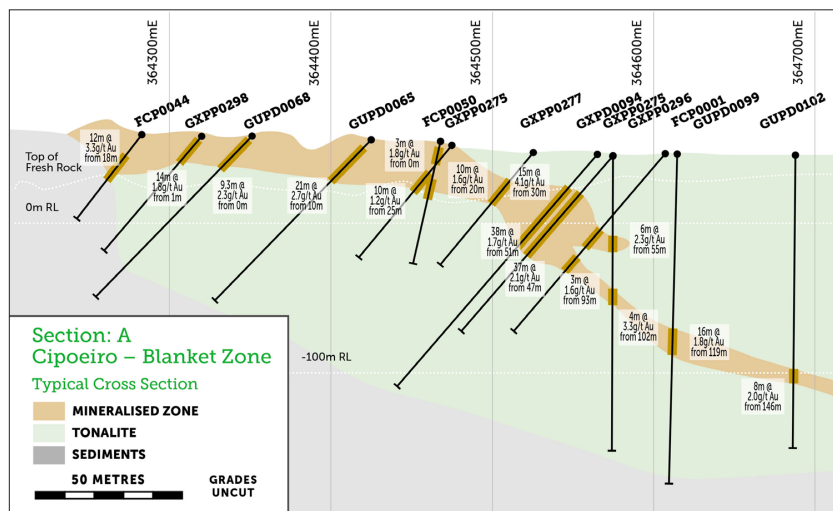 364300mE
364400mE
364500mE
364600mE
364700mE
FCP0044
GXPP0298
GUPD0068
GUPD0065
FCP0050
GXPP0275
GXPP0277
GXPD0094
GXPP0275
GXPP0296
FCP0001
GUPD0099
GUPD0102
12m @
3.3g/t Au
from 18m
Top of
Fresh Rock
14m @
1.8g/t Au
from 1m
9.3m @
2.3g/t Au
from 0m
21m @
2.7g/t Au
from 10m
3m @
1.8g/t Au
from 0m
10m @
1.2g/t Au
from 25m
10m @
1.6g/t Au
from 20m
15m @
4.1g/t Au
from 30m
0m RL
38m @
1.7g/t Au
from 51m
37m @
2.1g/t Au
from 47m
6m @
2.3g/t Au
from 55m
3m @
1.6g/t Au
from 93m
4m @
3.3g/t Au
from 102m
16m @
1.8g/t Au
from 119m
8m @
2.0g/t Au
from 146m
-100m RL
Section: A
Cipoeiro – Blanket Zone
Typical Cross Section
MINERALISED ZONE
TONALITE
SEDIMENTS
50 METRES
GRADES
UNCUT